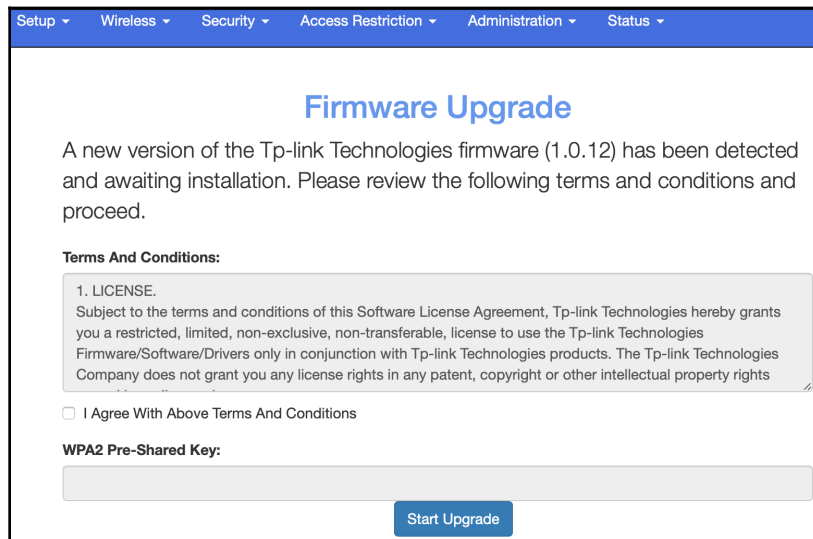 Setup Wireless Security Access Restriction Administration Status
Firmware Upgrade
A new version of the Tp-link Technologies firmware (1.0.12) has been detected
and awaiting installation. Please review the following terms and conditions and
proceed.
Terms And Conditions:
1. LICENSE.
Subject to the terms and conditions of this Software License Agreement, Tp-link Technologies hereby grants
you a restricted, limited, non-exclusive, non-transferable, license to use the Tp-link Technologies
Firmware/Software/Drivers only in conjunction with Tp-link Technologies products. The Tp-link Technologies
Company does not grant you any license rights in any patent, copyright or other intellectual property rights
I Agree With Above Terms And Conditions
WPA2 Pre-Shared Key:
Start Upgrade